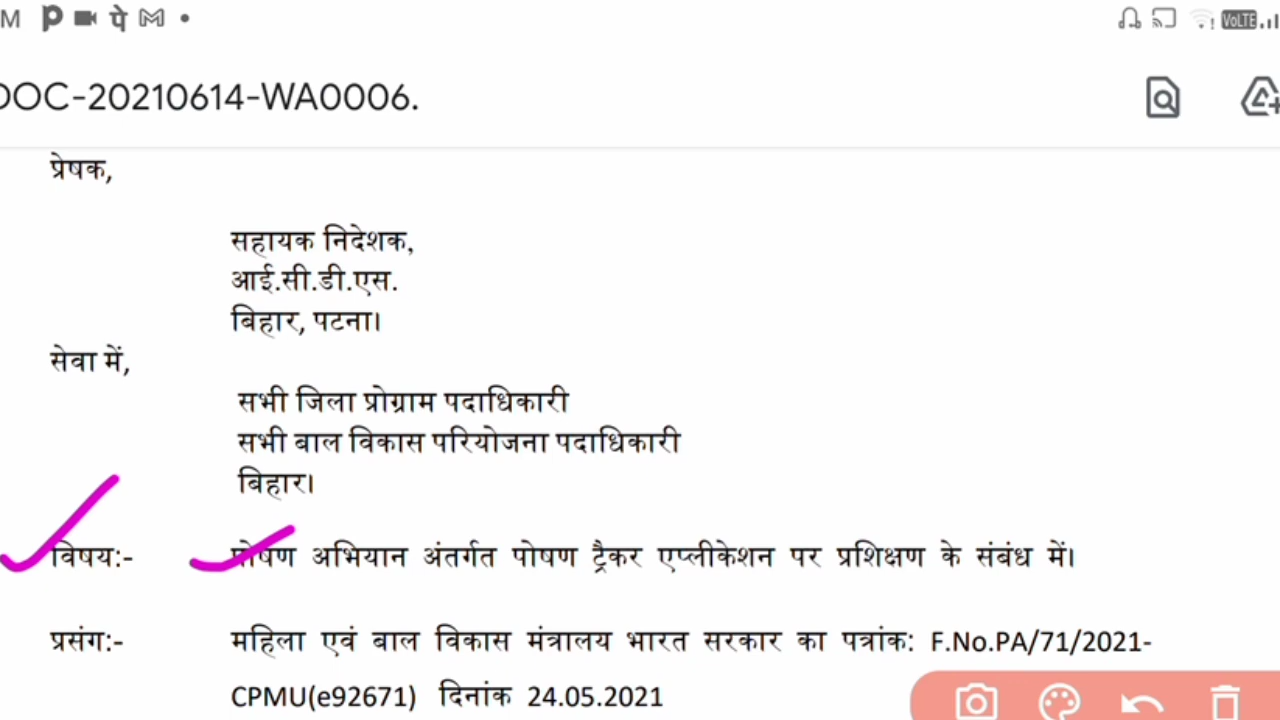 DOC-20210614-WA0006.
VoLTE
प्रेषक,
सहायक निदेशक,
आई.सी.डी.एस.
बिहार, पटना।
सेवा में,
सभी जिला प्रोग्राम पदाधिकारी
सभी बाल विकास परियोजना पदाधिकारी
बिहार।
विषय:- पोषण अभियान अंतर्गत पोषण ट्रैकर एप्लीकेशन पर प्रशिक्षण के संबंध में।
प्रसंग:- महिला एवं बाल विकास मंत्रालय भारत सरकार का पत्रांक: F.No.PA/71/2021-
CPMU(e92671) दिनांक 24.05.2021